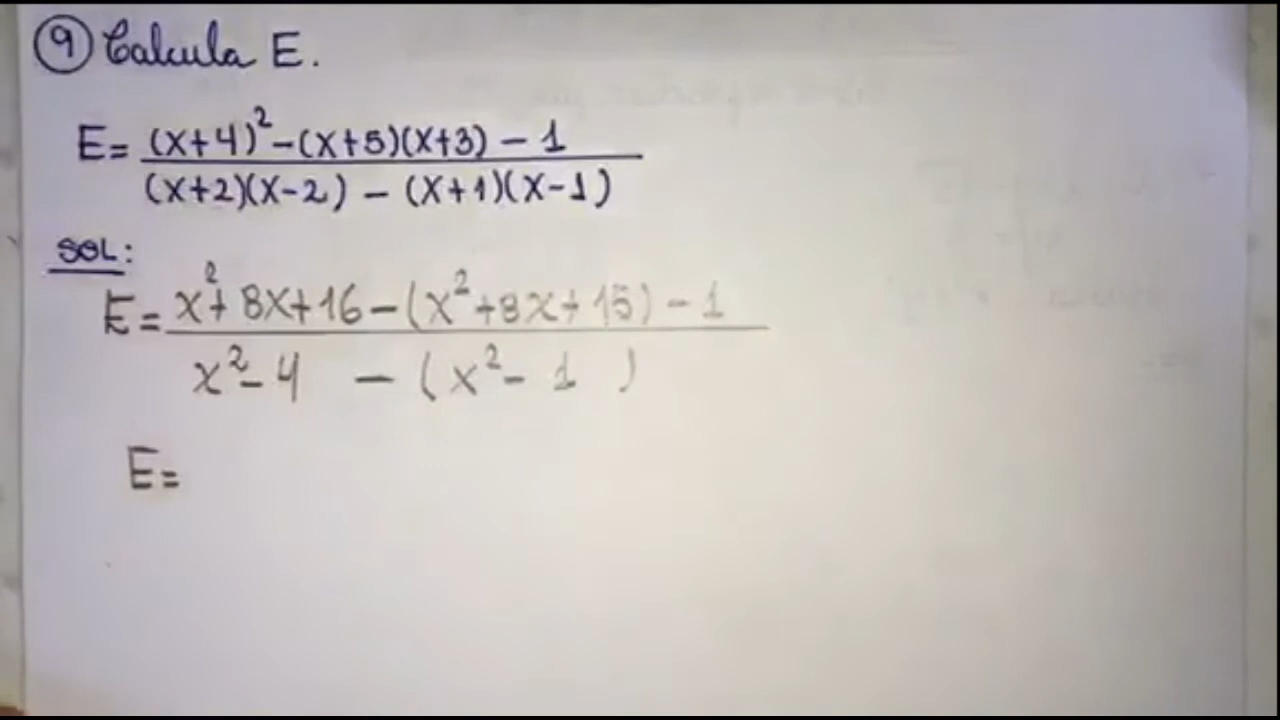 9 Calcula E.
E = (x+4)² - (x+5)(x+3) - 1
(x+2)(x-2) - (x+1)(x-1)
SOL:
E = x² + 8x + 16 - (x² + 8x + 15) - 1
x² - 4 - (x² - 1)
E =